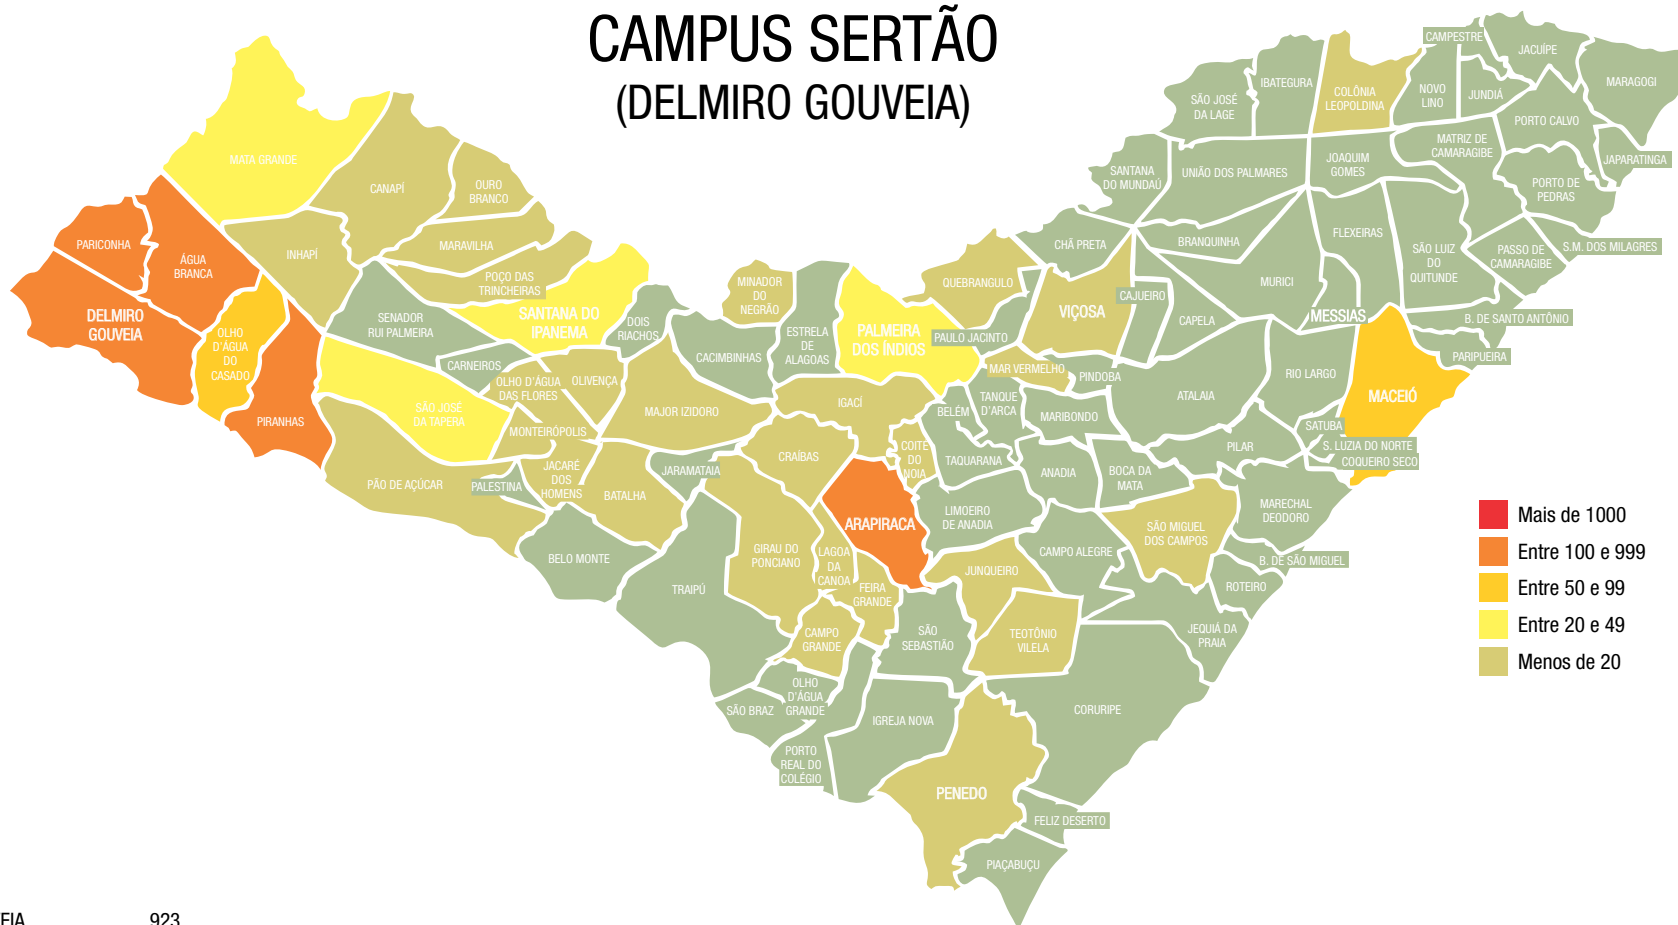 CAMPUS SERTÃO
(DELMIRO GOUVEIA)
CAMPESTRE
JACUÍPE
MARAGOGI
IBATEGURA
COLÔNIA
LEOPOLDINA
NOVO
LINO
JUNDIÁ
SÃO JOSÉ
DA LAGE
PORTO CALVO
MATRIZ DE
CAMARAGIBE
JAPARATINGA
JOAQUIM
GOMES
SANTANA
DO MUNDAÚ
UNIÃO DOS PALMARES
PORTO DE
PEDRAS
MATA GRANDE
CANAPÍ
OURO
BRANCO
PARICONHA
ÁGUA
BRANCA
INHAPÍ
MARAVILHA
POÇO DAS
TRINCHEIRAS
CHÃ PRETA
BRANQUINHA
FLEXEIRAS
SÃO LUIZ
DO
QUITUNDE
PASSO DE
CAMARAGIBE
S.M. DOS MILAGRES
MURICI
MINADOR
DO
NEGRÃO
QUEBRANGULO
CAJUEIRO
VIÇOSA
DELMIRO
GOUVEIA
SENADOR
RUI PALMEIRA
SANTANA DO
IPANEMA
DOIS
RIACHOS
ESTRELA
DE
ALAGOAS
PALMEIRA
DOS ÍNDIOS
PAULO JACINTO
CAPELA
MESSIAS
B. DE SANTO ANTÔNIO
OLHO
D'ÁGUA
DO
CASADO
CARNEIROS
CACIMBINHAS
PARIPUEIRA
OLHO D'ÁGUA
DAS FLORES
OLIVENÇA
MAR VERMELHO
PINDOBA
RIO LARGO
ATALAIA
MACEIÓ
TANQUE
D'ARCA
MARIBONDO
BELÉM
IGACÍ
MAJOR IZIDORO
PIRANHAS
SÃO JOSÉ
DA TAPERA
MONTEIRÓPOLIS
SATUBA
S. LUZIA DO NORTE
COQUEIRO SECO
PILAR
COITE
DO
NOIA
TAQUARANA
CRAÍBAS
JARAMATAIA
ANADIA
BOCA DA
MATA
JACARÉ
DOS
HOMENS
PALESTINA
PÃO DE AÇÚCAR
BATALHA
MARECHAL
DEODORO
ARAPIRACA
LIMOEIRO
DE ANADIA
SÃO MIGUEL
DOS CAMPOS
BELO MONTE
GIRAU DO
PONCIANO
LAGOA
DA
CANOA
CAMPO ALEGRE
B. DE SÃO MIGUEL
JUNQUEIRO
ROTEIRO
TRAIPÚ
FEIRA
GRANDE
CAMPO
GRANDE
SÃO
SEBASTIÃO
TEOTÔNIO
VILELA
JEQUIÁ DA
PRAIA
OLHO
D'ÁGUA
GRANDE
SÃO BRAZ
IGREJA NOVA
CORURIPE
PORTO
REAL DO
COLÉGIO
PENEDO
FELIZ DESERTO
PIAÇABUÇU
Mais de 1000
Entre 100 e 999
Entre 50 e 99
Entre 20 e 49
Menos de 20
EIA 923